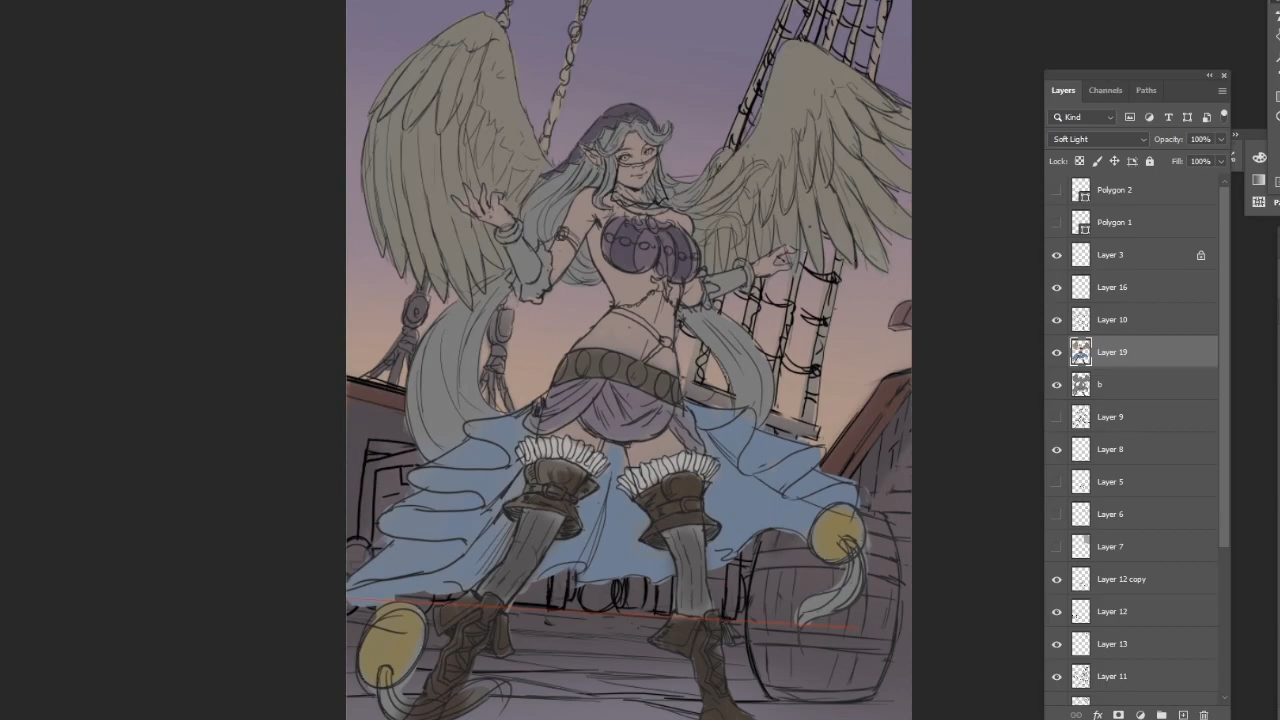 Layers Channels Paths
Kind
Soft Light Opacity: 100%
Lock: Fill: 100%
Polygon 2
Polygon 1
Layer 3
Layer 16
Layer 10
Layer 19
b
Layer 9
Layer 8
Layer 5
Layer 6
Layer 7
Layer 12 copy
Layer 12
Layer 13
Layer 11
fx